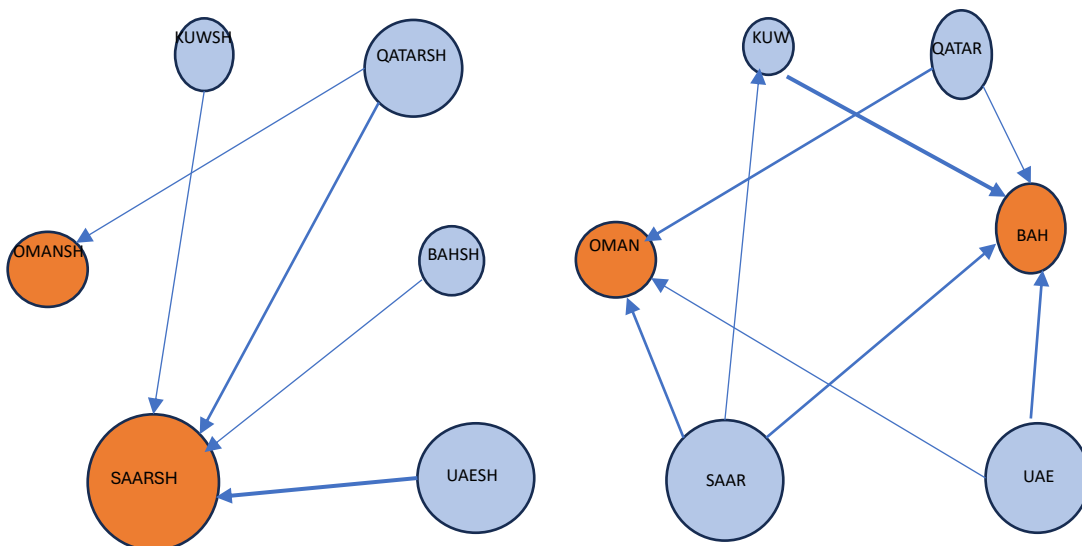 KUWSH
QATARSH
OMANSH
BAHSH
SAARSH
UAESH
KUW
QATAR
OMAN
BAH
SAAR
UAE